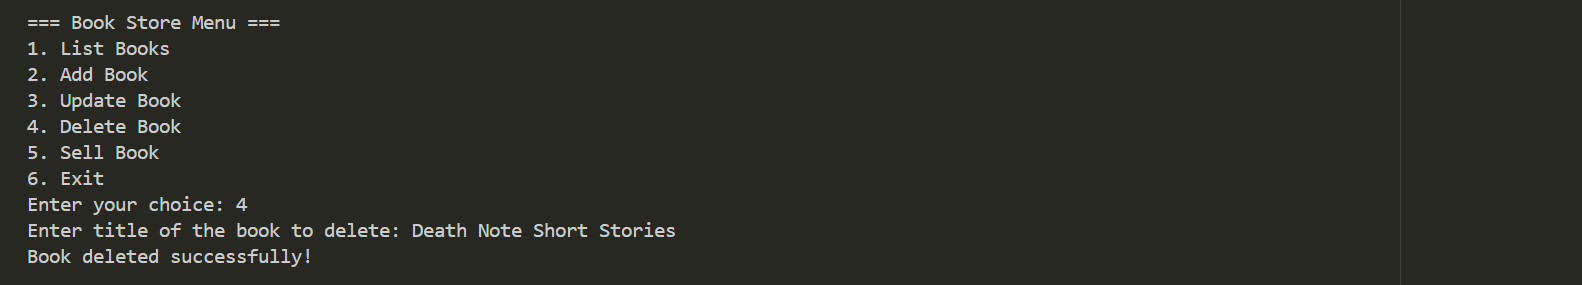 === Book Store Menu ===
1. List Books
2. Add Book
3. Update Book
4. Delete Book
5. Sell Book
6. Exit
Enter your choice: 4
Enter title of the book to delete: Death Note Short Stories
Book deleted successfully!